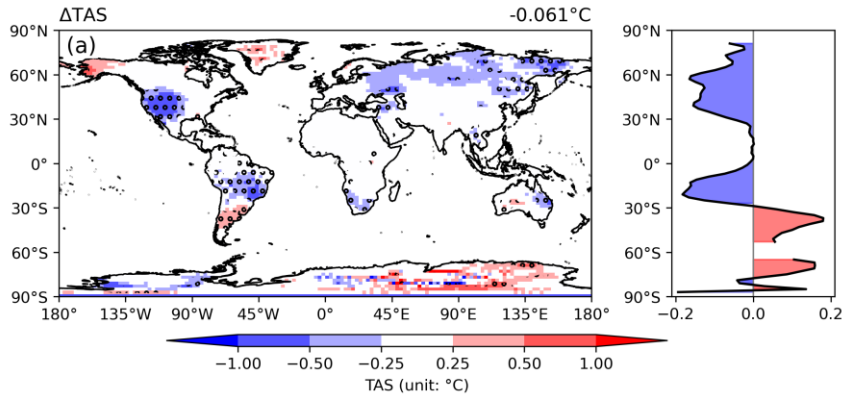 ΔTAS -0.061°C
(a)
90°N 90°N
60°N 60°N
30°N 30°N
0° 0°
30°S 30°S
60°S 60°S
90°S 90°S
180° 135°W 90°W 45°W 0° 45°E 90°E 135°E 180° −0.2 0.0 0.2
−1.00 −0.50 −0.25 0.25 0.50 1.00
TAS (unit: °C)